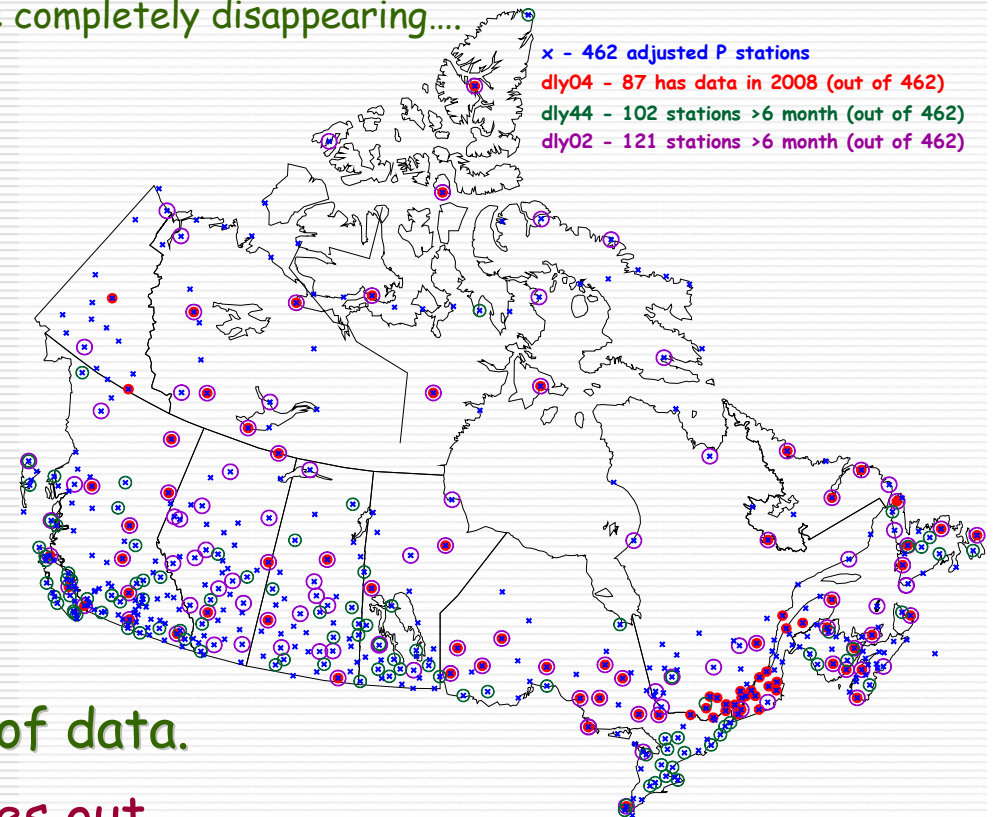 completely disappearing....
x - 462 adjusted P stations
dly04 - 87 has data in 2008 (out of 462)
dly44 - 102 stations >6 month (out of 462)
dly02 - 121 stations >6 month (out of 462)
of data.
out